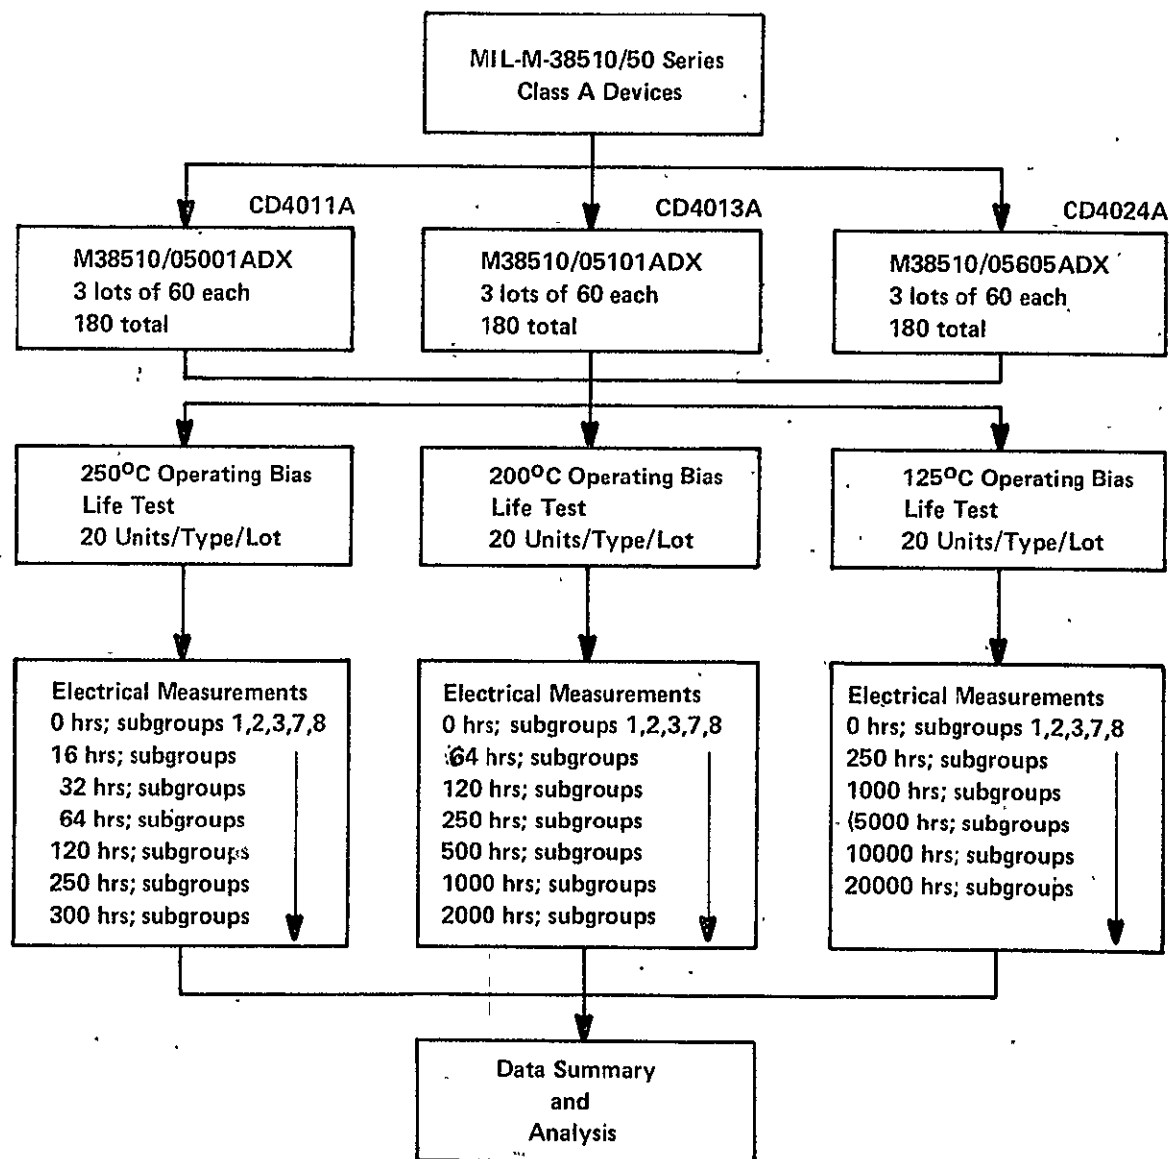 MIL-M-38510/50 Series
Class A Devices
CD4011A
M38510/05001ADX
3 lots of 60 each
180 total
CD4013A
M38510/05101ADX
3 lots of 60 each
180 total
CD4024A
M38510/05605ADX
3 lots of 60 each
180 total
250°C Operating Bias
Life Test
20 Units/Type/Lot
200°C Operating Bias
Life Test
20 Units/Type/Lot
125°C Operating Bias
Life Test
20 Units/Type/Lot
Electrical Measurements
0 hrs; subgroups 1,2,3,7,8
16 hrs; subgroups
32 hrs; subgroups
64 hrs; subgroups
120 hrs; subgroups
250 hrs; subgroups
300 hrs; subgroups
Electrical Measurements
0 hrs; subgroups 1,2,3,7,8
64 hrs; subgroups
120 hrs; subgroups
250 hrs; subgroups
500 hrs; subgroups
1000 hrs; subgroups
2000 hrs; subgroups
Electrical Measurements
0 hrs; subgroups 1,2,3,7,8
250 hrs; subgroups
1000 hrs; subgroups
(5000 hrs; subgroups
10000 hrs; subgroups
20000 hrs; subgroups
Data Summary
and
Analysis